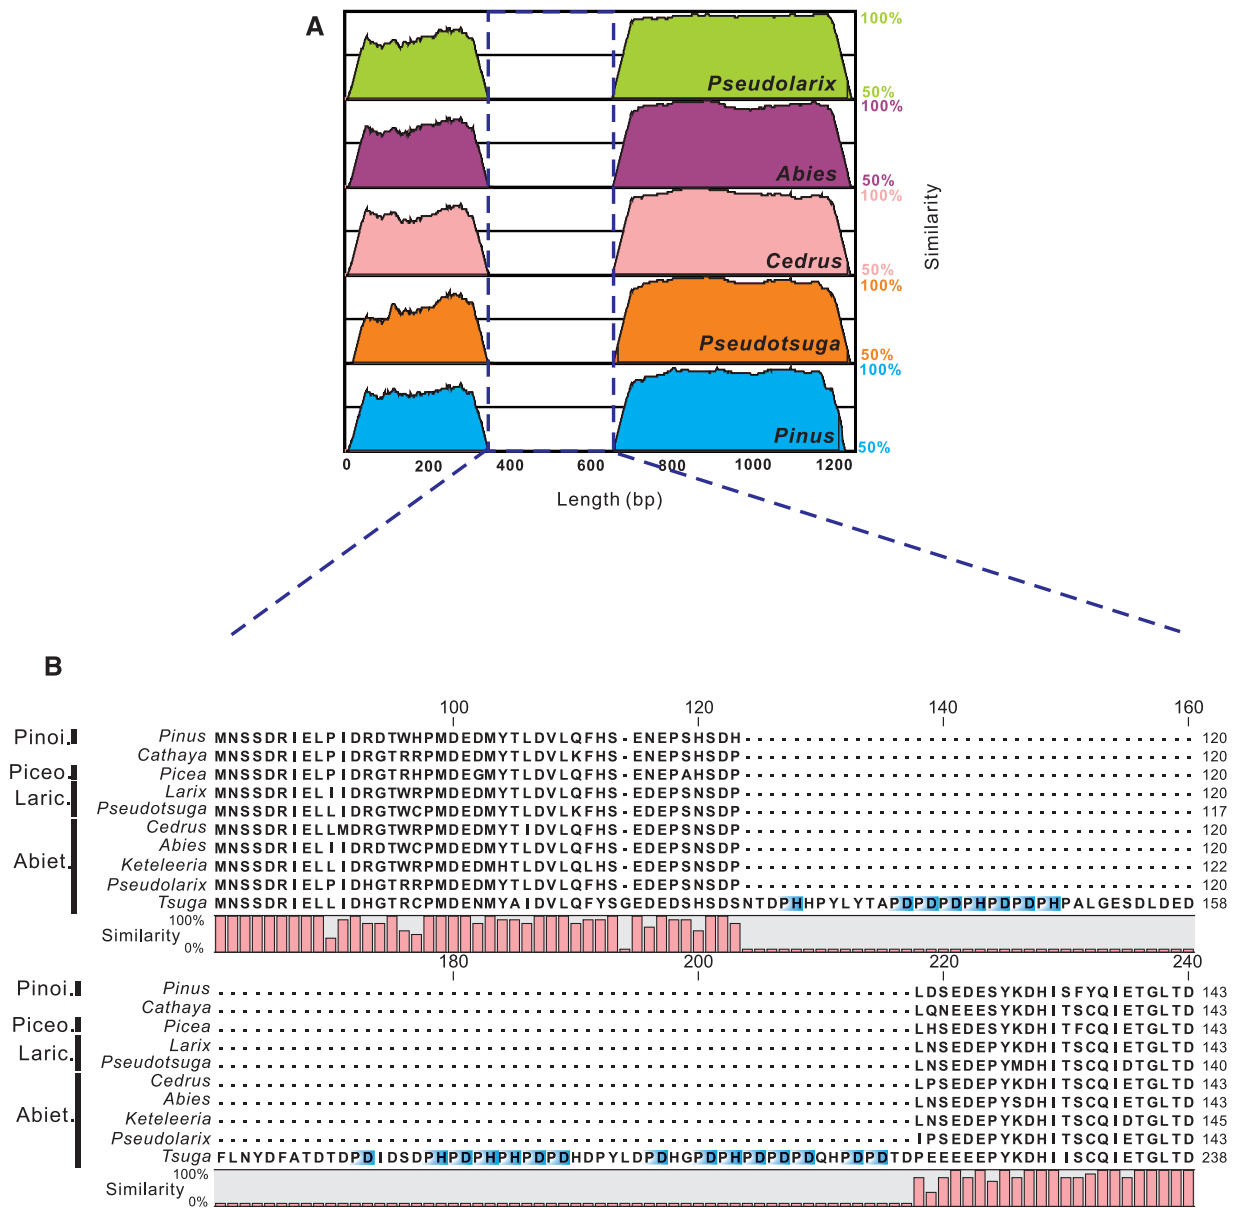 A
100%
Pseudolarix
50%
100%
Abies
50%
100%
Cedrus
50%
100%
Pseudotsuga
50%
100%
Pinus
50%
Similarity
0 200 400 600 800 1000 1200
Length (bp)
B
100 120 140 160
Pinoi. Pinus MNSSDRIELPIDRDTWHPMDEDMYTLDVLQFHS-ENEPSHSDH------------------------------------- 120
Cathaya MNSSDRIELPIDRGTRHPMDEDMYTLDVLKFHS-ENEPSHSDP------------------------------------- 120
Piceo. Picea MNSSDRIELPIDRGTRHPMDEGMYTLDVLQFHS-ENEPAHSDP------------------------------------- 120
Laric. Larix MNSSDRIELIIDRGTWRPMDEDMYTLDVLQFHS-EDEPSNSDP------------------------------------- 120
Pseudotsuga MNSSDRIELLIDRGTWCPMDEDMYTLDVLKFHS-EDEPSNSDP------------------------------------- 117
Cedrus MNSSDRIELLMDRGTWRPMDEDMYTIDVLQFHS-EDEPSNSDP------------------------------------- 120
Abiet. Abies MNSSDRIELIIDRGTWCPMDEDMYTLDVLQFHS-EDEPSNSDP------------------------------------- 120
Keteleeria MNSSDRIELLIDRGTWRPMDEDMHTLDVLQLHS-EDEPSNSDP------------------------------------- 122
Pseudolarix MNSSDRIELPIDHGTRRPMDEDMYTLDVLQFHS-EDEPSNSDP------------------------------------- 120
Tsuga MNSSDRIELPIDHGTRCPMDENMYAIDVLQFYSGEDEDSHSDSNTDPHHPYLYTAPDPDPDPHPDPDPHPALGESDLDED 158
100%
Similarity
0%
180 200 220 240
Pinoi. Pinus ---------------------------------------------------------LDSEDESYKDHISFYQIETGLTD 143
Cathaya ---------------------------------------------------------LQNEEESYKDHITSCQIETGLTD 143
Piceo. Picea ---------------------------------------------------------LHSEDESYKDHITFCQIETGLTD 143
Laric. Larix ---------------------------------------------------------LNSEDEPYKDHITSCQIETGLTD 143
Pseudotsuga ---------------------------------------------------------LNSEDEPYMDHITSCQIDTGLTD 140
Cedrus ---------------------------------------------------------LPSEDEPYKDHITSCQIETGLTD 143
Abiet. Abies ---------------------------------------------------------LNSEDEPYSDHITSCQIETGLTD 143
Keteleeria ---------------------------------------------------------LNSEDEPYKDHITSCQIDTGLTD 145
Pseudolarix ---------------------------------------------------------IPSEDEPYKDHITSCQIETGLTD 143
Tsuga FLNYDFATDTDPDIDSDPHPDPHPHPDPDHDPYLDPDHGPDPHPDPDPDQHPDPDTDPEEEEEPYKDHIISCQIETGLTD 238
100%
Similarity
0%